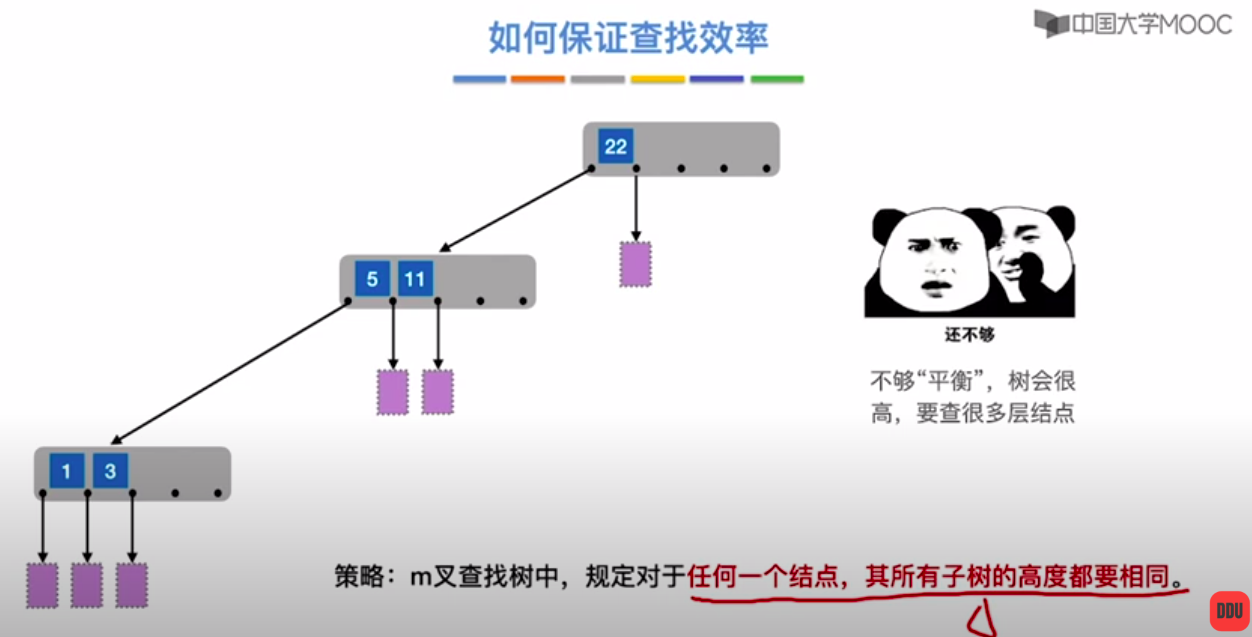 如何保证查找效率
中国大学MOOC
22
5 11
还不够
不够“平衡”，树会很
高，要查很多层结点
1 3
策略：m叉查找树中，规定对于任何一个结点，其所有子树的高度都要相同。
DDU